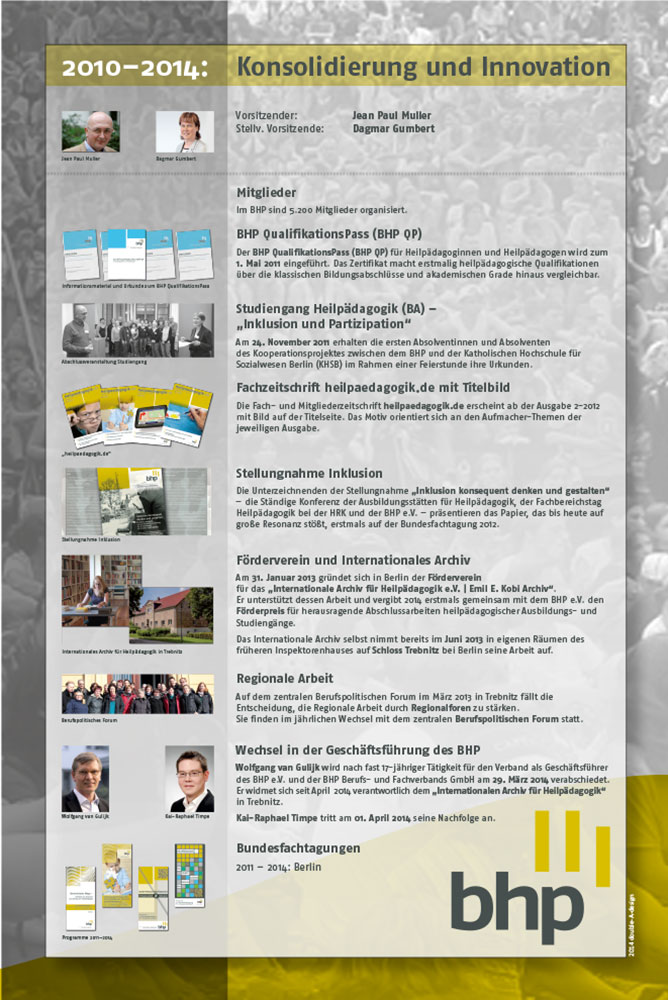 2010–2014:
Konsolidierung und Innovation
Vorsitzender: Jean Paul Muller
Stellv. Vorsitzende: Dagmar Gumbert
Jean Paul Muller
Dagmar Gumbert
Mitglieder
Im BHP sind 5.200 Mitglieder organisiert.
BHP QualifikationsPass (BHP QP)
Der BHP QualifikationsPass (BHP QP) für Heilpädagoginnen und Heilpädagogen wird zum
1. Mai 2011 eingeführt. Das Zertifikat macht erstmalig heilpädagogische Qualifikationen
über die klassischen Bildungsabschlüsse und akademischen Grade hinaus vergleichbar.
Informationsmaterial und Urkunde zum BHP QualifikationsPass
Studiengang Heilpädagogik (BA) –
„Inklusion und Partizipation“
Am 24. November 2011 erhalten die ersten Absolventinnen und Absolventen
des Kooperationsprojektes zwischen dem BHP und der Katholischen Hochschule für
Sozialwesen Berlin (KHSB) im Rahmen einer Feierstunde ihre Urkunden.
Abschlussveranstaltung Studiengang
Fachzeitschrift heilpaedagogik.de mit Titelbild
Die Fach- und Mitgliederzeitschrift heilpaedagogik.de erscheint ab der Ausgabe 2-2012
mit Bild auf der Titelseite. Das Motiv orientiert sich an den Aufmacher-Themen der
jeweiligen Ausgabe.
„heilpaedagogik.de“
Stellungnahme Inklusion
Die Unterzeichnenden der Stellungnahme „Inklusion konsequent denken und gestalten“
– die Ständige Konferenz der Ausbildungsstätten für Heilpädagogik, der Fachbereichstag
Heilpädagogik bei der HRK und der BHP e.V. – präsentieren das Papier, das bis heute auf
große Resonanz stößt, erstmals auf der Bundesfachtagung 2012.
bhp
Stellungnahme Inklusion
Förderverein und Internationales Archiv
Am 31. Januar 2013 gründet sich in Berlin der Förderverein
für das „Internationale Archiv für Heilpädagogik e.V. | Emil E. Kobi Archiv“.
Er unterstützt dessen Arbeit und vergibt 2014 erstmals gemeinsam mit dem BHP e.V. den
Förderpreis für herausragende Abschlussarbeiten heilpädagogischer Ausbildungs- und
Studiengänge.
Das Internationale Archiv selbst nimmt bereits im Juni 2013 in eigenen Räumen des
früheren Inspektorenhauses auf Schloss Trebnitz bei Berlin seine Arbeit auf.
Internationales Archiv für Heilpädagogik in Trebnitz
Regionale Arbeit
Auf dem zentralen Berufspolitischen Forum im März 2013 in Trebnitz fällt die
Entscheidung, die Regionale Arbeit durch Regionalforen zu stärken.
Sie finden im jährlichen Wechsel mit dem zentralen Berufspolitischen Forum statt.
Berufspolitisches Forum
Wechsel in der Geschäftsführung des BHP
Wolfgang van Gulijk wird nach fast 17-jähriger Tätigkeit für den Verband als Geschäftsführer
des BHP e.V. und der BHP Berufs- und Fachverbands GmbH am 29. März 2014 verabschiedet.
Er widmet sich seit April 2014 verantwortlich dem „Internationalen Archiv für Heilpädagogik“
in Trebnitz.
Kai-Raphael Timpe tritt am 01. April 2014 seine Nachfolge an.
Wolfgang van Gulijk
Kai-Raphael Timpe
Bundesfachtagungen
2011 – 2014: Berlin
Programme 2011–2014
bhp